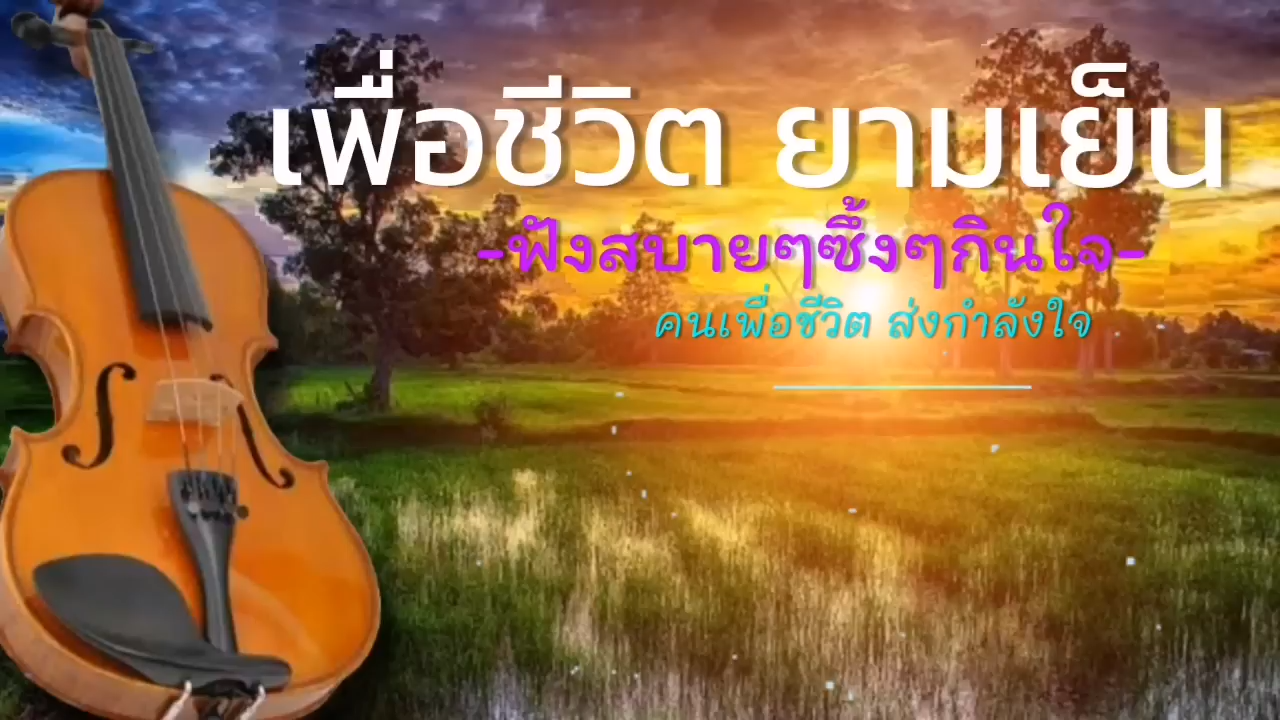 เพื่อชีวิต ยามเย็น
-ฟังสบายๆซึ้งๆกินใจ-
คนเพื่อชีวิต ส่งกำลังใจ